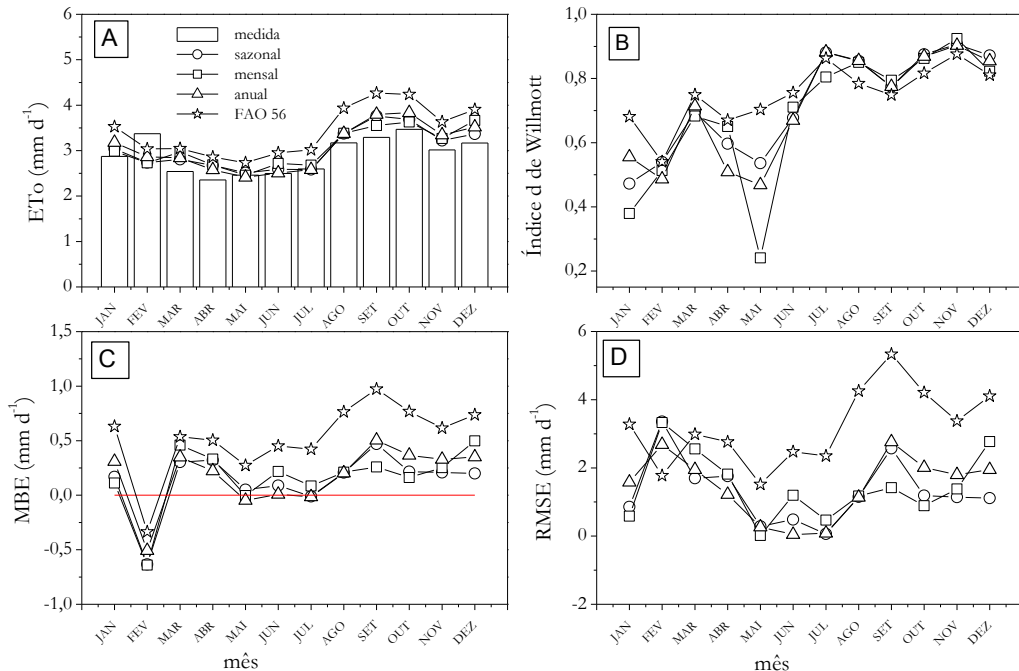 A
medida
sazonal
mensal
anual
FAO 56
ETo (mm d⁻¹)
6
5
4
3
2
1
0
JAN FEV MAR ABR MAI JUN JUL AGO SET OUT NOV DEZ
B
Índice d de Willmott
1,0
0,8
0,6
0,4
0,2
JAN FEV MAR ABR MAI JUN JUL AGO SET OUT NOV DEZ
C
MBE (mm d⁻¹)
1,5
1,0
0,5
0,0
-0,5
-1,0
JAN FEV MAR ABR MAI JUN JUL AGO SET OUT NOV DEZ
mês
D
RMSE (mm d⁻¹)
6
4
2
0
-2
JAN FEV MAR ABR MAI JUN JUL AGO SET OUT NOV DEZ
mês